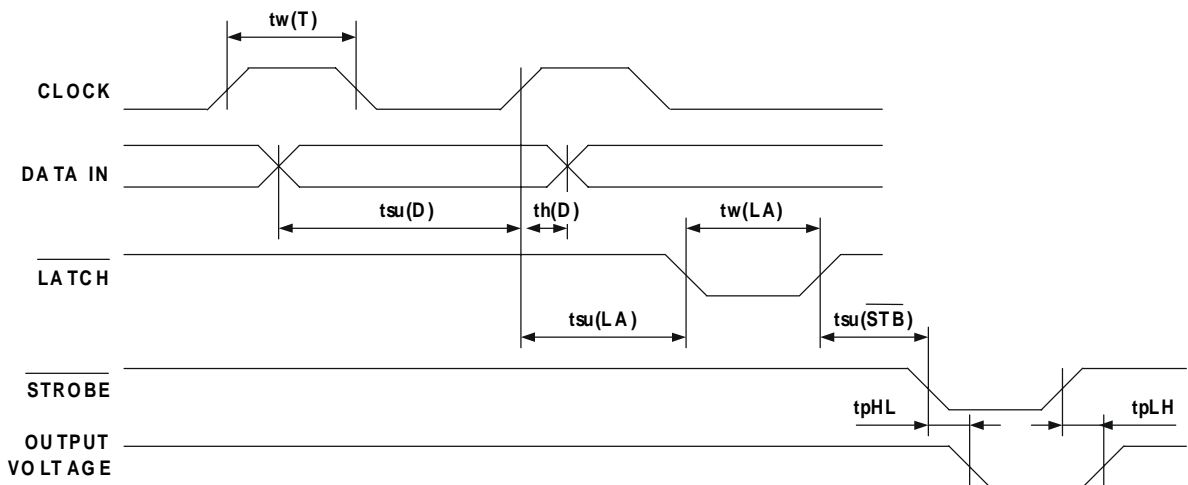 tw(T)
CLOCK
DATA IN
tsu(D)
th(D)
tw(LA)
LATCH
tsu(LA)
tsu(STB)
STROBE
tpHL
tpLH
OUTPUT
VOLTAGE